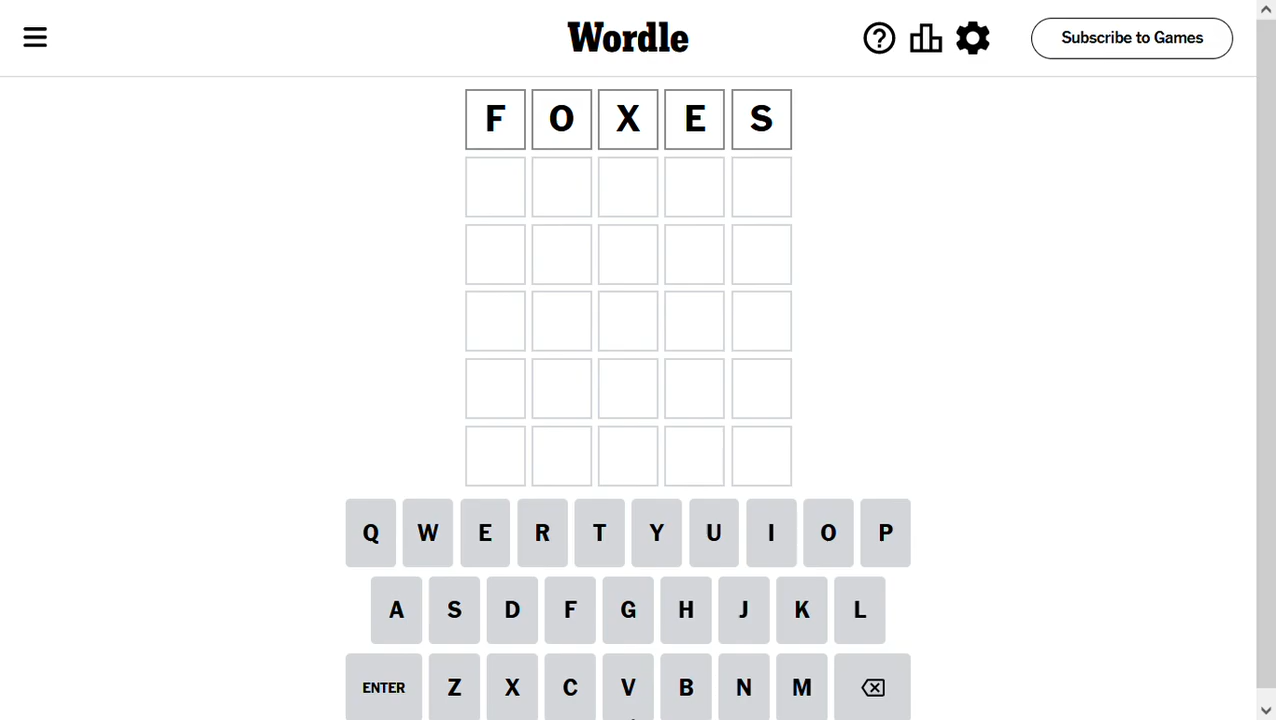 Wordle
Subscribe to Games
F O X E S
Q W E R T Y U I O P
A S D F G H J K L
ENTER Z X C V B N M